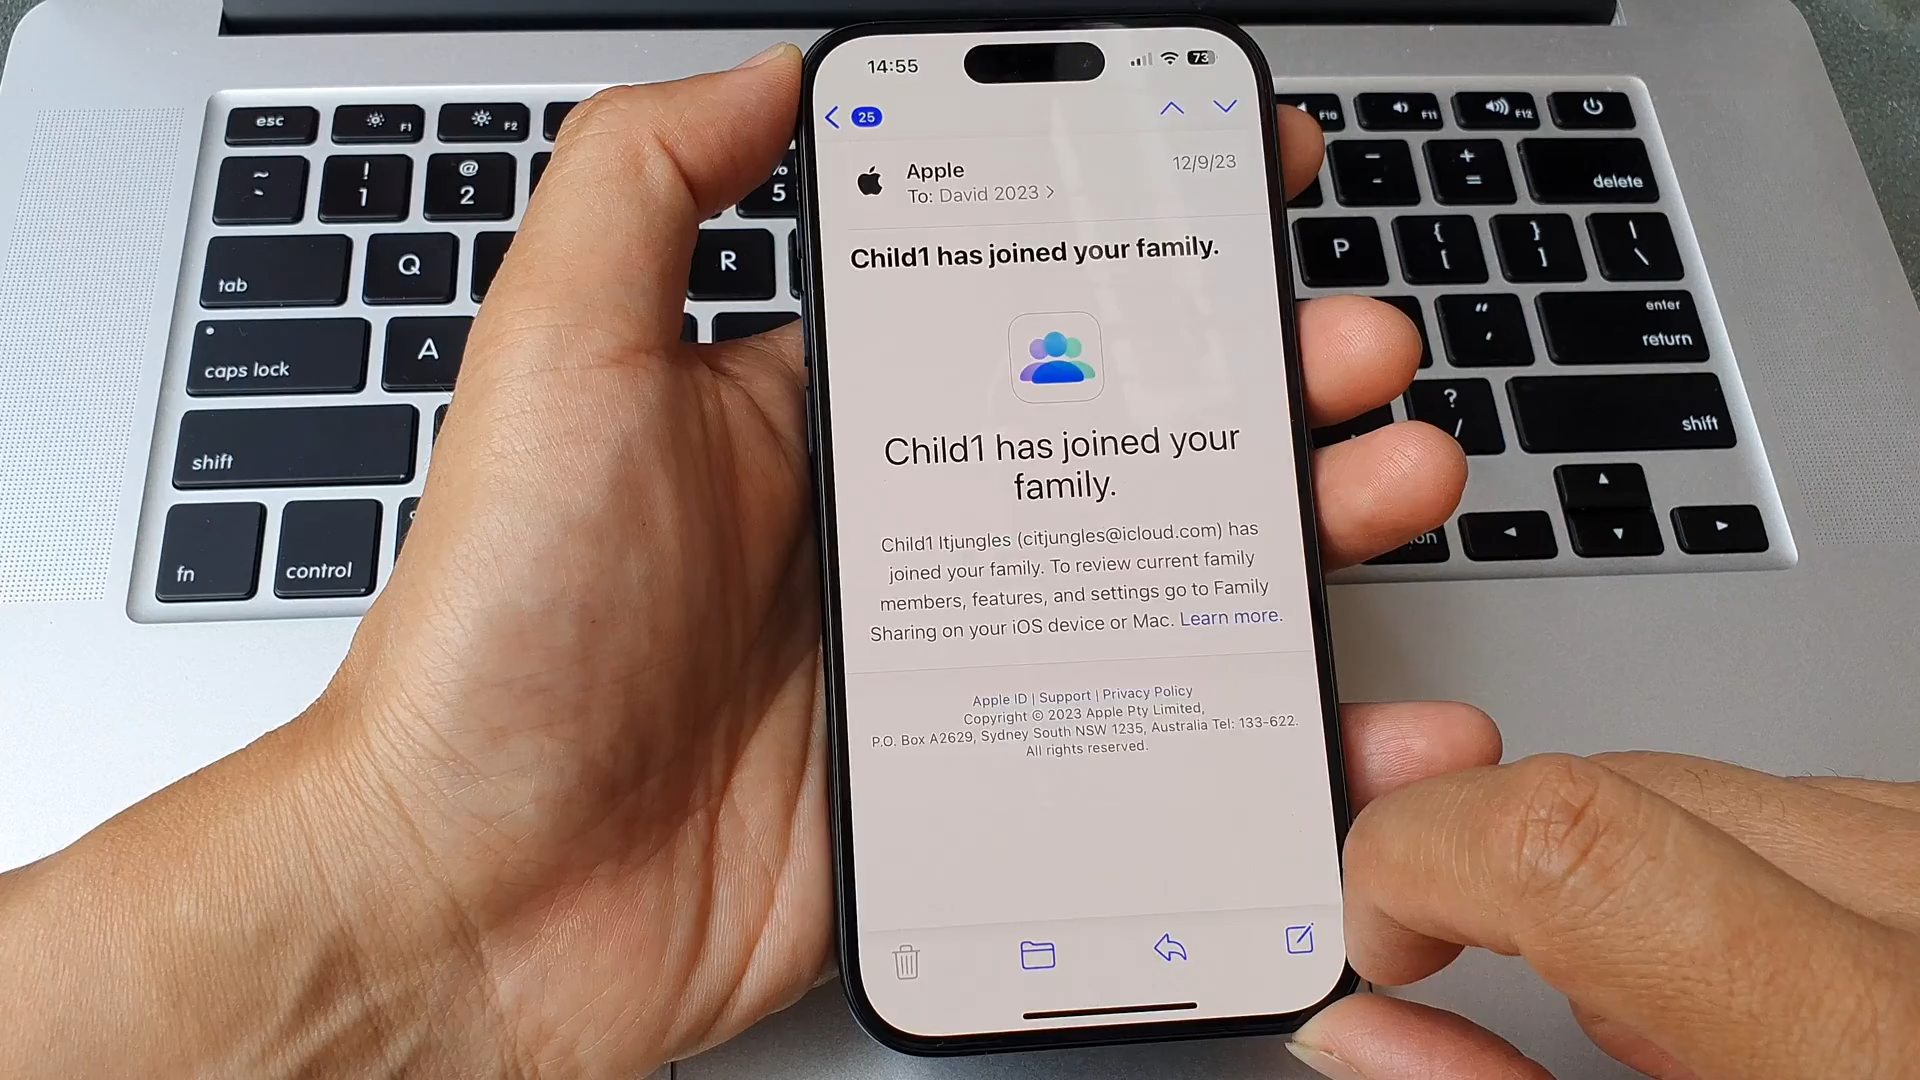 14:55
73
25
Apple
12/9/23
To: David 2023 >
Child1 has joined your family.
Child1 has joined your
family.
Child1 Itjungles (citjungles@icloud.com) has
joined your family. To review current family
members, features, and settings go to Family
Sharing on your iOS device or Mac. Learn more.
Apple ID | Support | Privacy Policy
Copyright © 2023 Apple Pty Limited,
P.O. Box A2629, Sydney South NSW 1235, Australia Tel: 133-622.
All rights reserved.
esc
F1
F2
F10
F11
F12
~
`
!
1
@
2
%
5
_
-
+
=
delete
tab
Q
R
P
{
[
}
]
|
\
caps lock
A
"
'
enter
return
shift
?
/
shift
fn
control